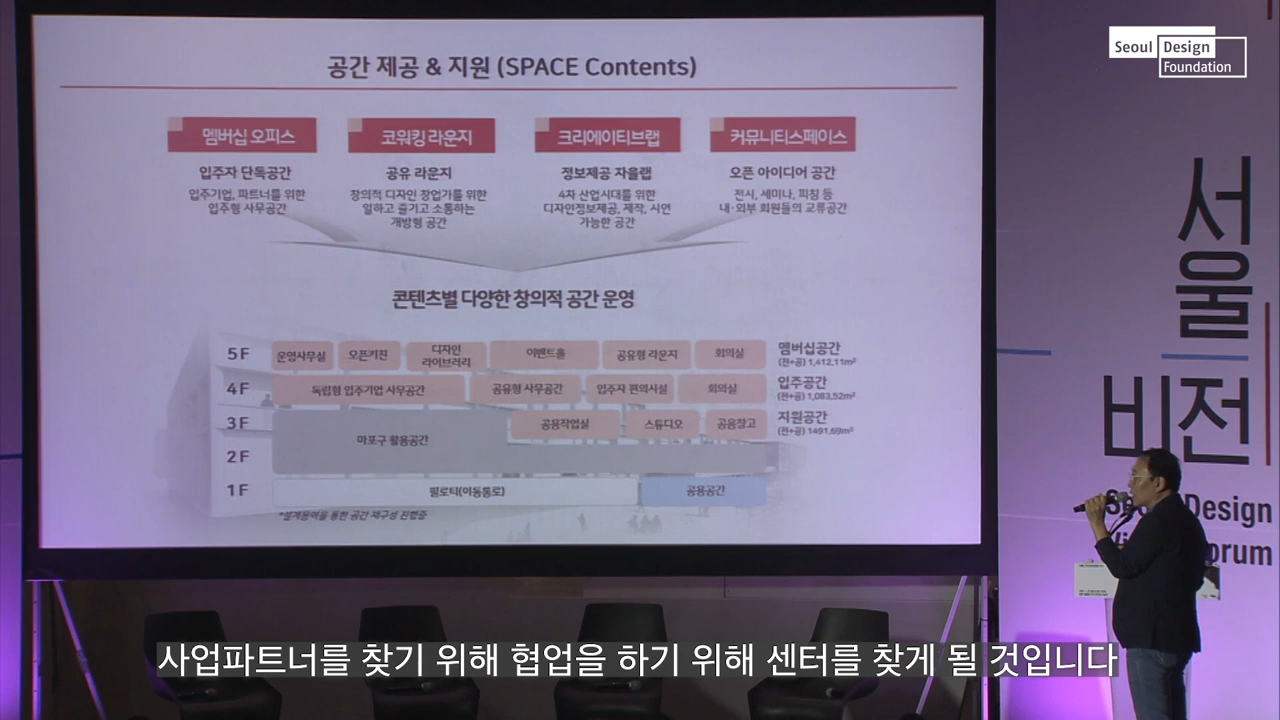 공간 제공 & 지원 (SPACE Contents)
멤버십 오피스
입주자 단독공간
입주기업, 파트너를 위한
입주형 사무공간
코워킹 라운지
공유 라운지
창의적 디자인 창업가를 위한
일하고 즐기고 소통하는
개방형 공간
크리에이티브랩
정보제공 자율랩
4차 산업시대를 위한
디자인정보제공, 제작, 시연
가능한 공간
커뮤니티스페이스
오픈 아이디어 공간
전시, 세미나, 피칭 등
내·외부 회원들의 교류공간
콘텐츠별 다양한 창의적 공간 운영
5F
운영사무실
오픈키친
디자인
라이브러리
이벤트홀
공유형 라운지
회의실
멤버십공간
(전+공) 1,412,11m²
4F
독립형 입주기업 사무공간
공유형 사무공간
입주자 편의시설
회의실
입주공간
(전+공) 1,083,52m²
3F
마포구 활용공간
공용작업실
스튜디오
공용창고
지원공간
(전+공) 1491,69m²
2F
1F
필로티(이동통로)
공용공간
*설계용역을 통한 공간 재구성 진행중
Seoul Design
Foundation
서울
비전
Design
orum
사업파트너를 찾기 위해 협업을 하기 위해 센터를 찾게 될 것입니다